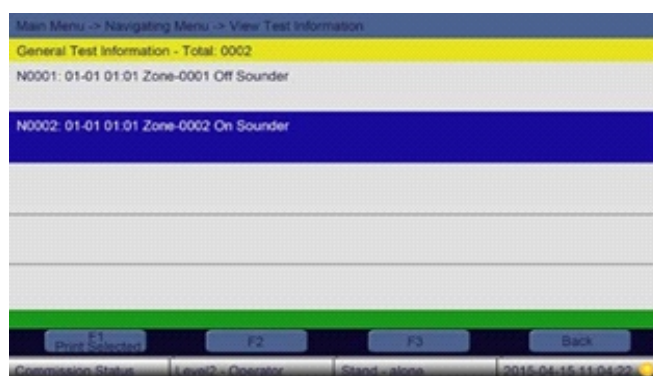 Main Menu -> Navigating Menu -> View Test Information
General Test Information - Total: 0002
N0001: 01-01 01:01 Zone-0001 Off Sounder
N0002: 01-01 01:01 Zone-0002 On Sounder
F1
Print Selected
F2
F3
Back
Commission Status
Level2 - Operator
Stand - alone
2015-04-15 11:04:22